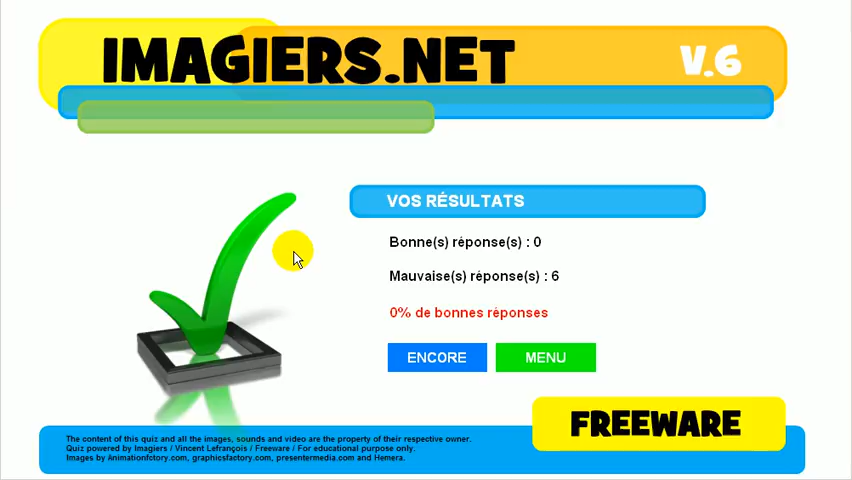 IMAGIERS.NET
V.6
VOS RÉSULTATS
Bonne(s) réponse(s) : 0
Mauvaise(s) réponse(s) : 6
0% de bonnes réponses
ENCORE
MENU
FREEWARE
The content of this quiz and all the images, sounds and video are the property of their respective owner.
Quiz powered by Imagiers / Vincent Lefrançois / Freeware / For educational purpose only.
Images by Animationfctory.com, graphicsfactory.com, presentermedia.com and Hemera.